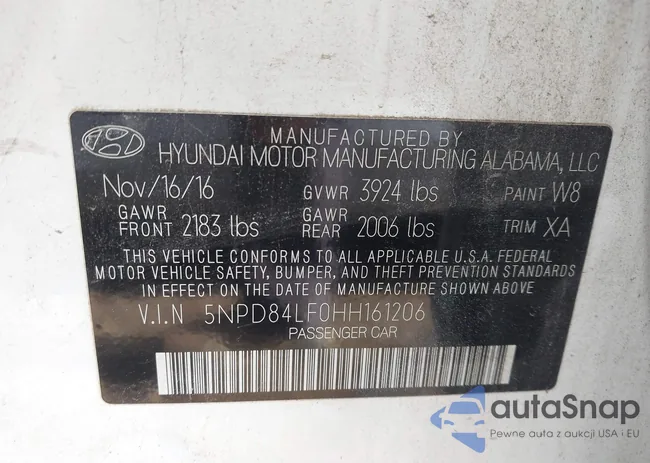 MANUFACTURED BY
HYUNDAI MOTOR MANUFACTURING ALABAMA, LLC
Nov/16/16 GVWR 3924 lbs PAINT W8
GAWR FRONT 2183 lbs GAWR REAR 2006 lbs TRIM XA
THIS VEHICLE CONFORMS TO ALL APPLICABLE U.S.A. FEDERAL
MOTOR VEHICLE SAFETY, BUMPER, AND THEFT PREVENTION STANDARDS
IN EFFECT ON THE DATE OF MANUFACTURE SHOWN ABOVE.
V.I.N 5NPD84LF0HH161206
PASSENGER CAR
autaSnap
Pewne auta z aukcji USA i EU